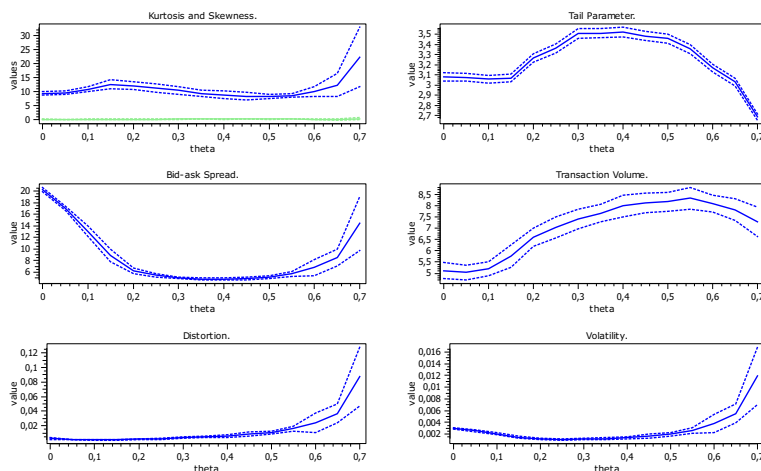 Kurtosis and Skewness.
values
30
25
20
15
10
5
0
0 0,1 0,2 0,3 0,4 0,5 0,6 0,7
theta
Tail Parameter.
value
3,5
3,4
3,3
3,2
3,1
3
2,9
2,8
2,7
0 0,1 0,2 0,3 0,4 0,5 0,6 0,7
theta
Bid-ask Spread.
value
20
18
16
14
12
10
8
6
0 0,1 0,2 0,3 0,4 0,5 0,6 0,7
theta
Transaction Volume.
value
8,5
8
7,5
7
6,5
6
5,5
5
0 0,1 0,2 0,3 0,4 0,5 0,6 0,7
theta
Distortion.
value
0,12
0,1
0,08
0,06
0,04
0,02
0 0,1 0,2 0,3 0,4 0,5 0,6 0,7
theta
Volatility.
value
0,016
0,014
0,012
0,01
0,008
0,006
0,004
0,002
0 0,1 0,2 0,3 0,4 0,5 0,6 0,7
theta